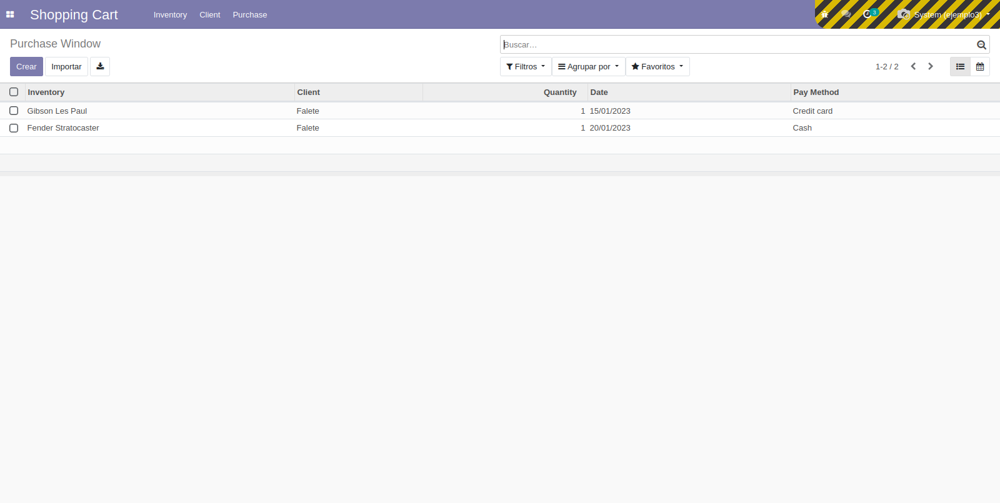 Shopping Cart Inventory Client Purchase 3 System (ejemplo3)
Purchase Window
Buscar...
Crear Importar Filtros Agrupar por Favoritos 1-2 / 2
Inventory Client Quantity Date Pay Method
Gibson Les Paul Falete 1 15/01/2023 Credit card
Fender Stratocaster Falete 1 20/01/2023 Cash